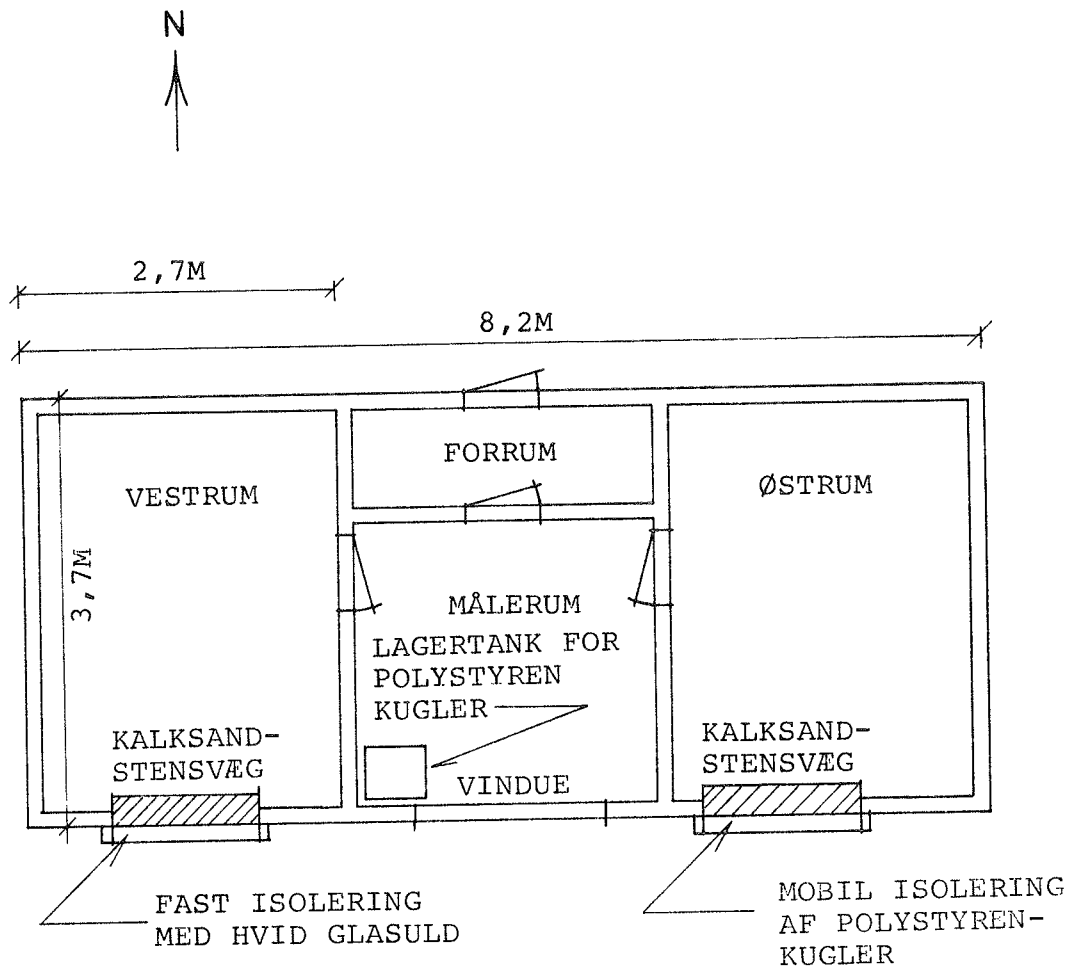 N
2,7M
8,2M
FORRUM
VESTRUM
ØSTRUM
3,7M
MÅLERUM
LAGERTANK FOR
POLYSTYREN
KUGLER
KALKSAND-
STENSVÆG
VINDUE
KALKSAND-
STENSVÆG
FAST ISOLERING
MED HVID GLASULD
MOBIL ISOLERING
AF POLYSTYREN-
KUGLER